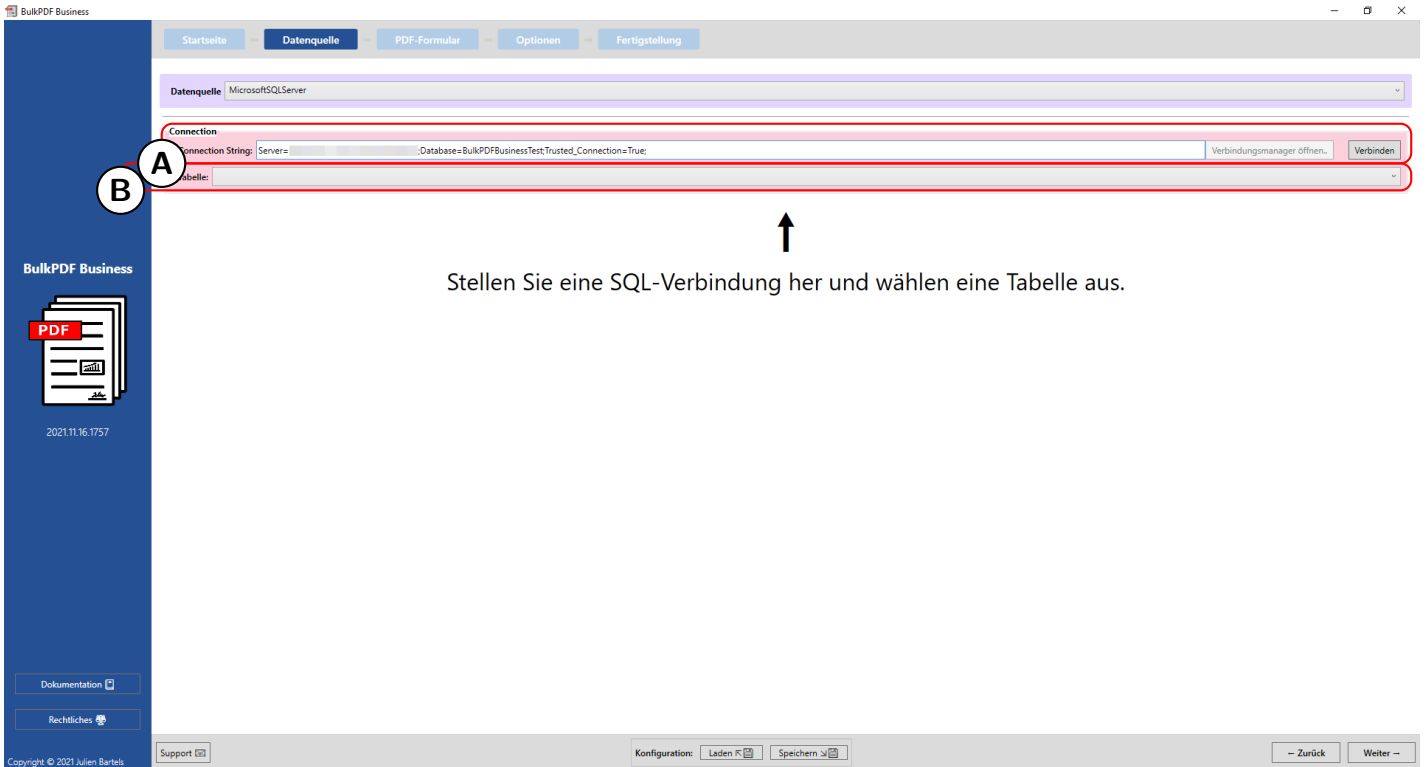 BulkPDF Business
Startseite Datenquelle PDF-Formular Optionen Fertigstellung
Datenquelle MicrosoftSQLServer
Connection
Connection String: Server= ;Database=BulkPDFBusinessTest;Trusted_Connection=True; Verbindungsmanager öffnen.. Verbinden
A
Tabelle:
B
Stellen Sie eine SQL-Verbindung her und wählen eine Tabelle aus.
BulkPDF Business
PDF
2021.11.16.1757
Dokumentation
Rechtliches
Copyright © 2021 Julien Bartels
Support
Konfiguration: Laden Speichern
← Zurück Weiter →